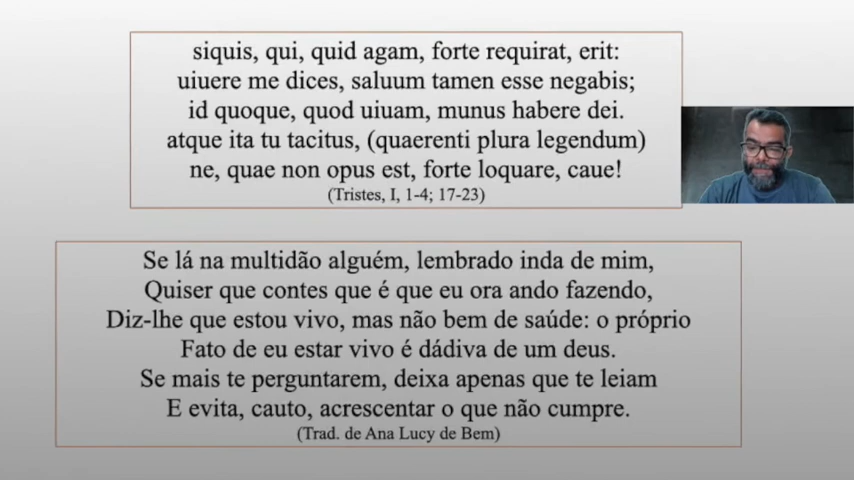 siquis, qui, quid agam, forte requirat, erit:
uiuere me dices, saluum tamen esse negabis;
id quoque, quod uiuam, munus habere dei.
atque ita tu tacitus, (quaerenti plura legendum)
ne, quae non opus est, forte loquare, caue!
(Tristes, I, 1-4; 17-23)
Se lá na multidão alguém, lembrado inda de mim,
Quiser que contes que é que eu ora ando fazendo,
Diz-lhe que estou vivo, mas não bem de saúde: o próprio
Fato de eu estar vivo é dádiva de um deus.
Se mais te perguntarem, deixa apenas que te leiam
E evita, cauto, acrescentar o que não cumpre.
(Trad. de Ana Lucy de Bem)